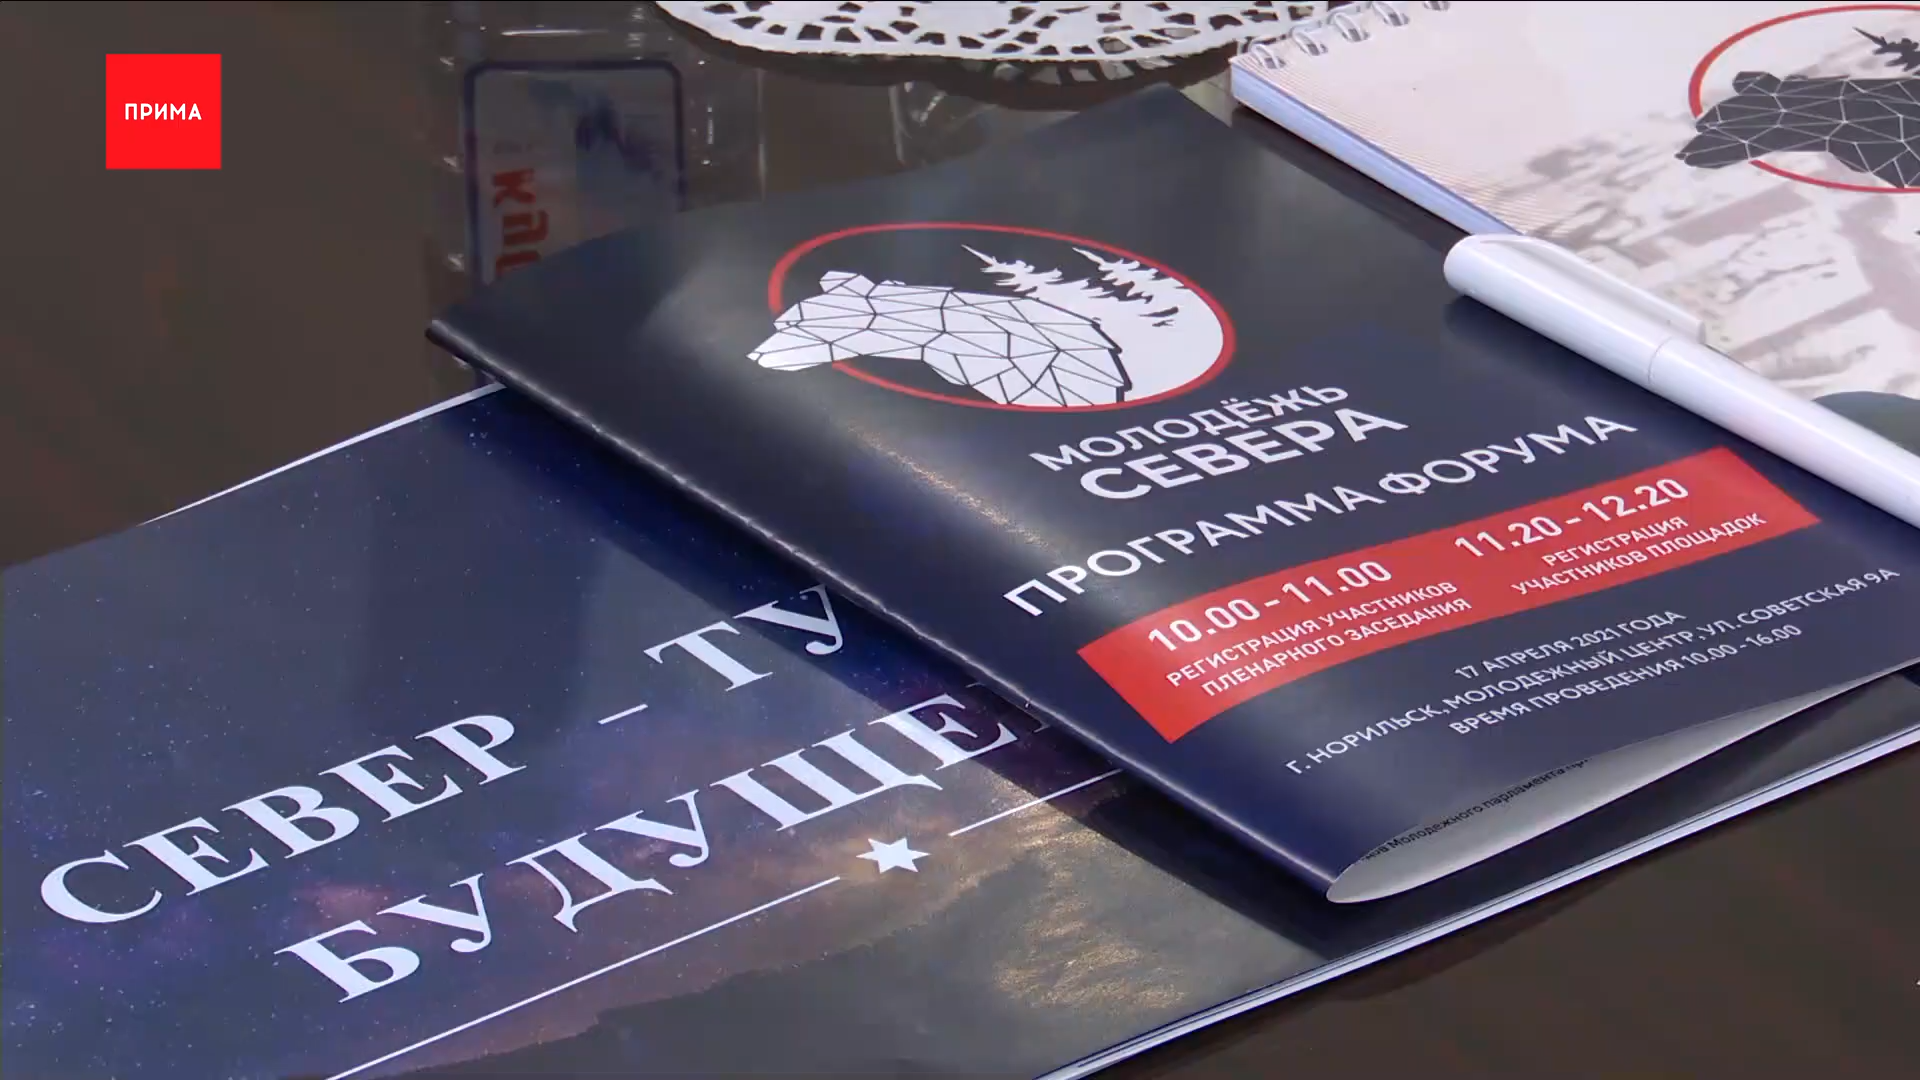 ПРИМА
МОЛОДЁЖЬ
СЕВЕРА
ПРОГРАММА ФОРУМА
10.00 - 11.00
РЕГИСТРАЦИЯ УЧАСТНИКОВ
ПЛЕНАРНОГО ЗАСЕДАНИЯ
11.20 - 12.20
РЕГИСТРАЦИЯ
УЧАСТНИКОВ ПЛОЩАДОК
17 АПРЕЛЯ 2021 ГОДА
Г. НОРИЛЬСК, МОЛОДЕЖНЫЙ ЦЕНТР, УЛ. СОВЕТСКАЯ 9А
ВРЕМЯ ПРОВЕДЕНИЯ 10.00 - 16.00
Молодежного парламента
СЕВЕР – ТУ
БУДУЩЕ